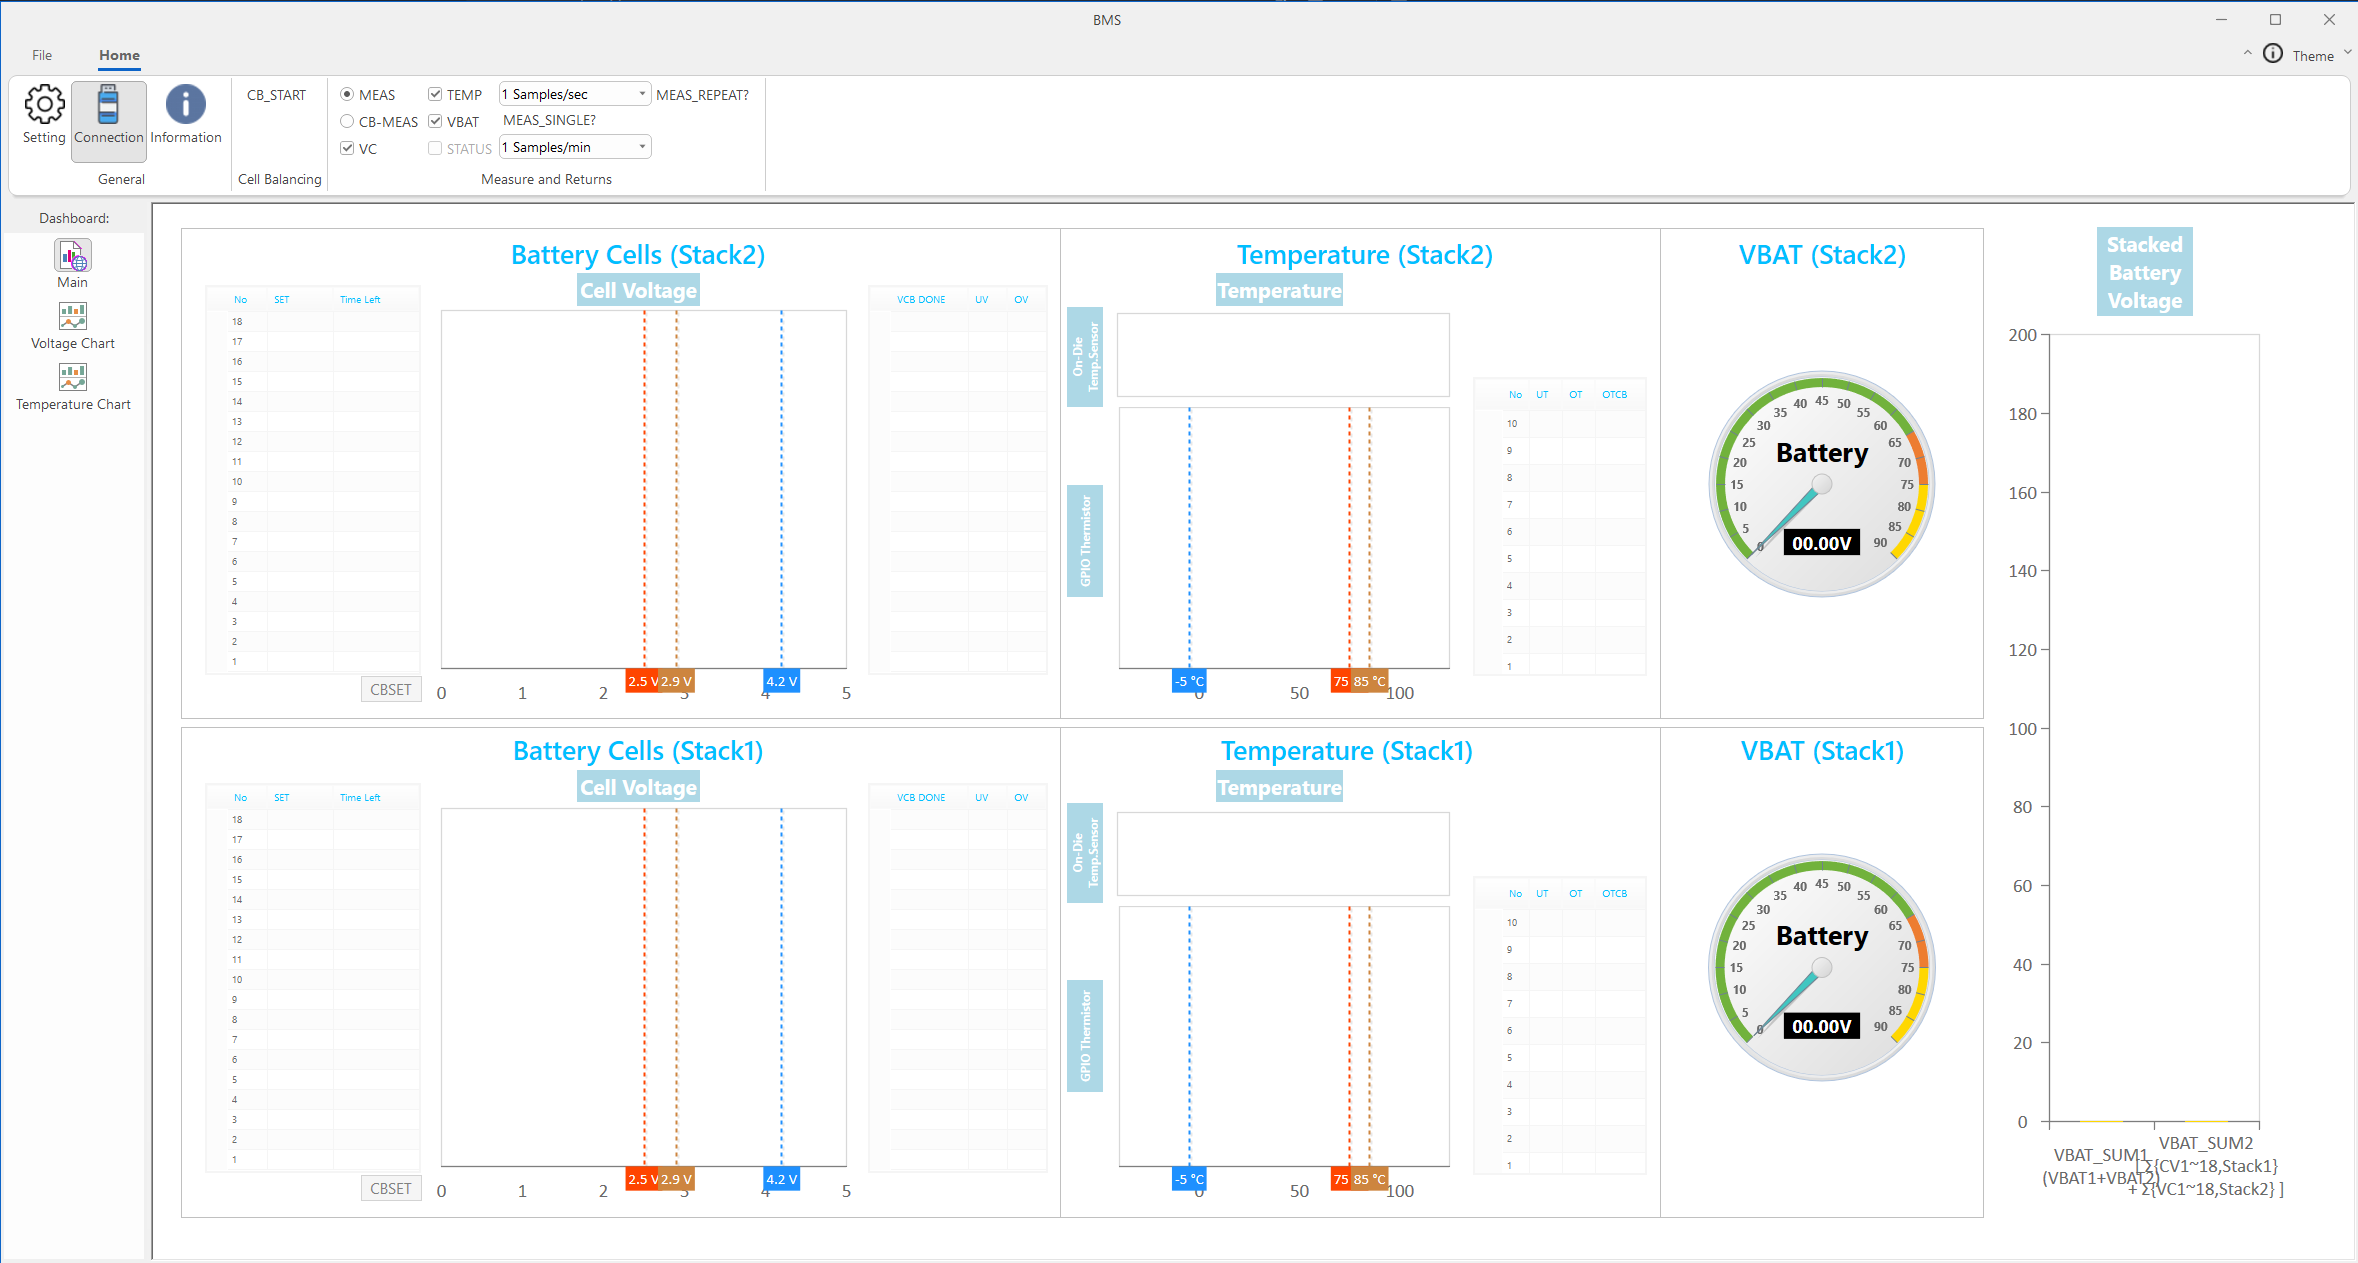 BMS
File
Home
Theme
Setting
Connection
Information
General
CB_START
Cell Balancing
MEAS
CB-MEAS
VC
TEMP
VBAT
STATUS
1 Samples/sec
MEAS_REPEAT?
MEAS_SINGLE?
1 Samples/min
Measure and Returns
Dashboard:
Main
Voltage Chart
Temperature Chart
Battery Cells (Stack2)
Cell Voltage
No SET Time Left
18
17
16
15
14
13
12
11
10
9
8
7
6
5
4
3
2
1
CBSET
2.5 V
2.9 V
4.2 V
0 1 2 3 4 5
VCB DONE UV OV
Temperature (Stack2)
Temperature
On-Die
Temp.Sensor
GPIO Thermistor
-5 °C
75
85 °C
0 50 100
No UT OT OTCB
10
9
8
7
6
5
4
3
2
1
VBAT (Stack2)
0 5 10 15 20 25 30 35 40 45 50 55 60 65 70 75 80 85 90
Battery
00.00V
Battery Cells (Stack1)
Cell Voltage
No SET Time Left
18
17
16
15
14
13
12
11
10
9
8
7
6
5
4
3
2
1
CBSET
2.5 V
2.9 V
4.2 V
0 1 2 3 4 5
VCB DONE UV OV
Temperature (Stack1)
Temperature
On-Die
Temp.Sensor
GPIO Thermistor
-5 °C
75
85 °C
0 50 100
No UT OT OTCB
10
9
8
7
6
5
4
3
2
1
VBAT (Stack1)
0 5 10 15 20 25 30 35 40 45 50 55 60 65 70 75 80 85 90
Battery
00.00V
Stacked
Battery
Voltage
200
180
160
140
120
100
80
60
40
20
0
VBAT_SUM1
(VBAT1+VBAT2)
VBAT_SUM2
[ Σ{CV1~18,Stack1}
+ Σ{VC1~18,Stack2} ]